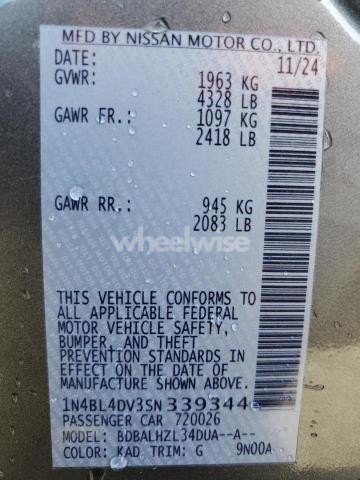 MFD BY NISSAN MOTOR CO., LTD.
DATE: 11/24
GVWR: 1963 KG
4328 LB
GAWR FR.: 1097 KG
2418 LB
GAWR RR.: 945 KG
2083 LB
wheelwise
THIS VEHICLE CONFORMS TO
ALL APPLICABLE FEDERAL
MOTOR VEHICLE SAFETY,
BUMPER, AND THEFT
PREVENTION STANDARDS IN
EFFECT ON THE DATE OF
MANUFACTURE SHOWN ABOVE.
1N4BL4DV3SN339344
PASSENGER CAR 720026
MODEL: BDBALHZL34DUA--A--
COLOR: KAD TRIM: G 9N00A